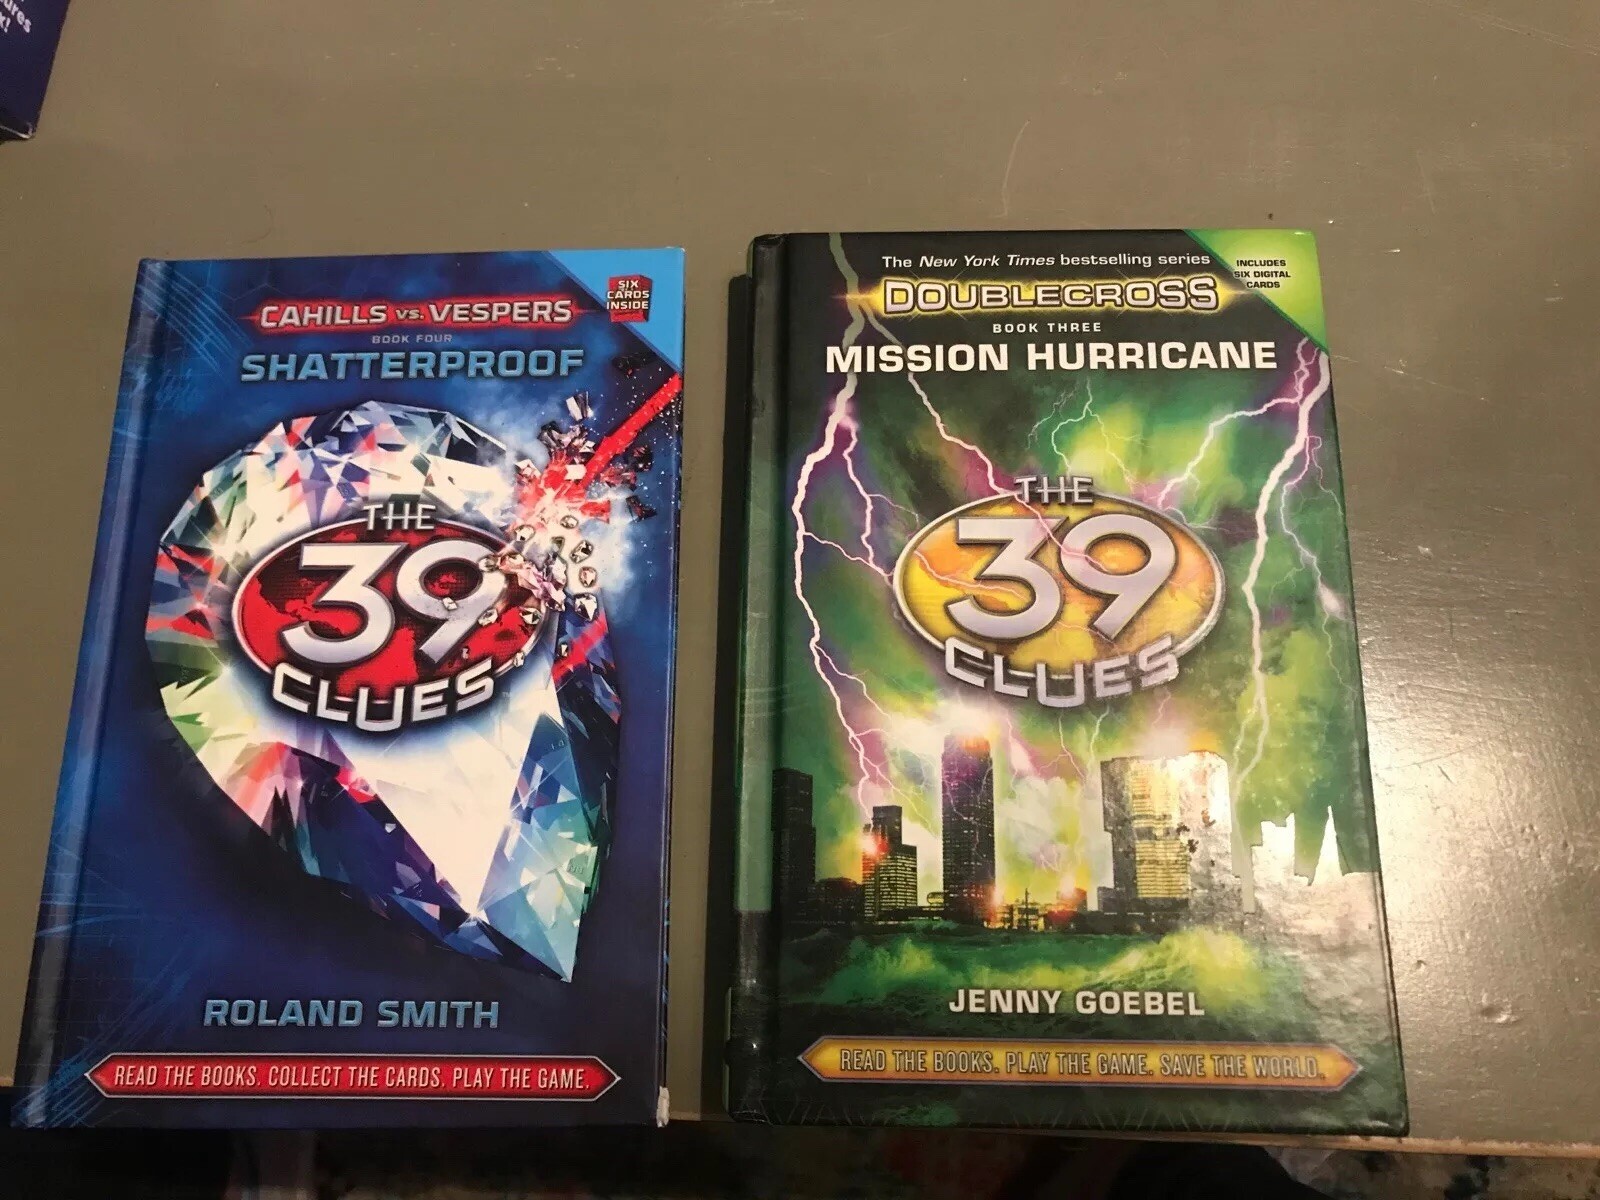 CAHILLS VS. VESPERS
BOOK FOUR
SHATTERPROOF
SIX
CARDS
INSIDE
THE
39
CLUES
ROLAND SMITH
READ THE BOOKS. COLLECT THE CARDS. PLAY THE GAME.
The New York Times bestselling series
DOUBLECROSS
BOOK THREE
MISSION HURRICANE
INCLUDES
SIX DIGITAL
CARDS
THE
39
CLUES
JENNY GOEBEL
READ THE BOOKS. PLAY THE GAME. SAVE THE WORLD.